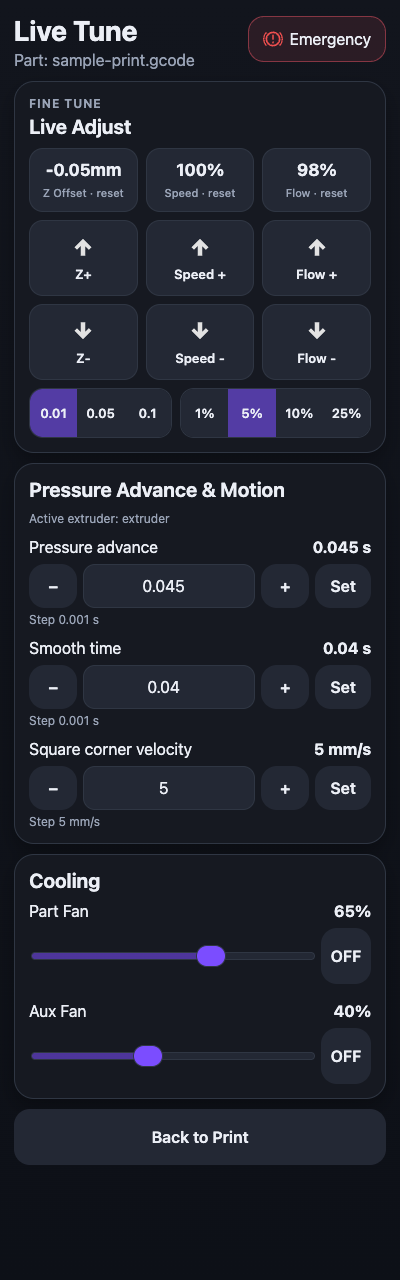 Live Tune
Emergency
Part: sample-print.gcode
FINE TUNE
Live Adjust
-0.05mm 100% 98%
Z Offset · reset Speed · reset Flow · reset
Z+ Speed + Flow +
Z- Speed - Flow -
0.01 0.05 0.1 1% 5% 10% 25%
Pressure Advance & Motion
Active extruder: extruder
Pressure advance 0.045 s
− 0.045 + Set
Step 0.001 s
Smooth time 0.04 s
− 0.04 + Set
Step 0.001 s
Square corner velocity 5 mm/s
− 5 + Set
Step 5 mm/s
Cooling
Part Fan 65%
OFF
Aux Fan 40%
OFF
Back to Print